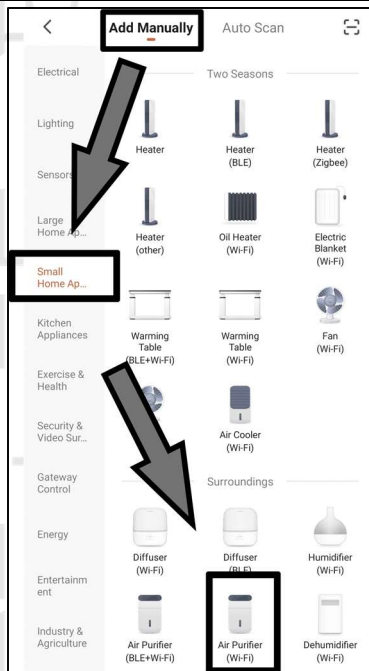 Add Manually
Auto Scan
Electrical
Lighting
Sensors
Large
Home Ap...
Small
Home Ap...
Kitchen
Appliances
Exercise &
Health
Security &
Video Sur...
Gateway
Control
Energy
Entertainm
ent
Industry &
Agriculture
Two Seasons
Heater
Heater
(BLE)
Heater
(Zigbee)
Heater
(other)
Oil Heater
(Wi-Fi)
Electric
Blanket
(Wi-Fi)
Warming
Table
(BLE+Wi-Fi)
Warming
Table
(Wi-Fi)
Fan
(Wi-Fi)
Air Cooler
(Wi-Fi)
Surroundings
Diffuser
(Wi-Fi)
Diffuser
(BLE)
Humidifier
(Wi-Fi)
Air Purifier
(BLE+Wi-Fi)
Air Purifier
(Wi-Fi)
Dehumidifier
(Wi-Fi)